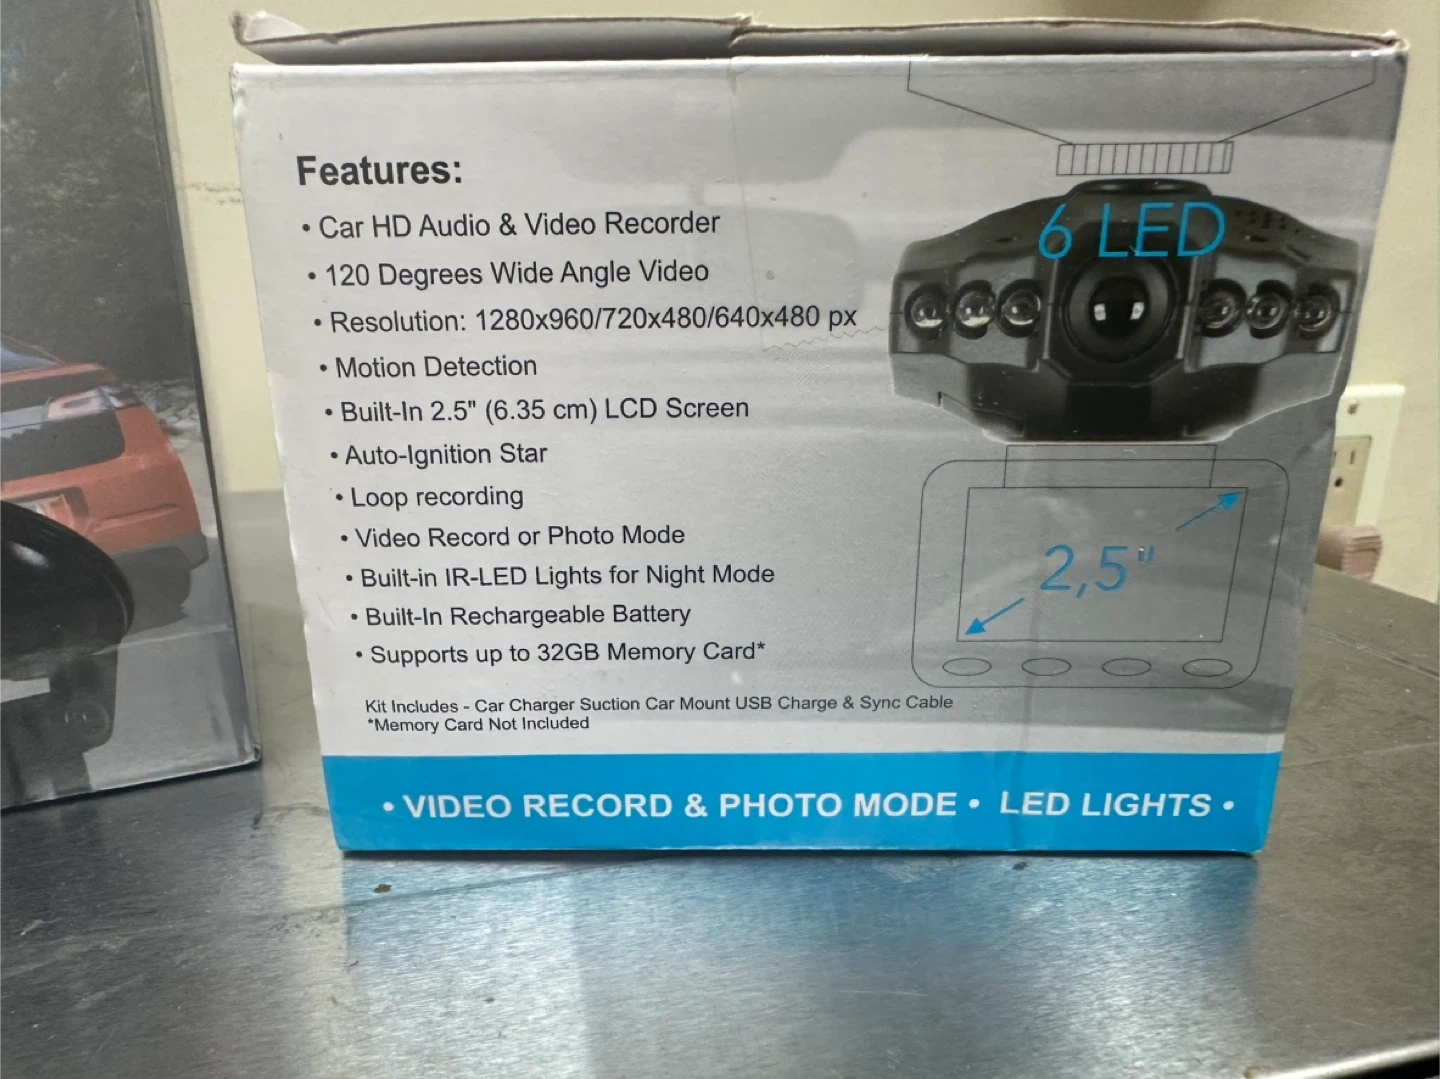 Features:
• Car HD Audio & Video Recorder
• 120 Degrees Wide Angle Video
• Resolution: 1280x960/720x480/640x480 px
• Motion Detection
• Built-In 2.5" (6.35 cm) LCD Screen
• Auto-Ignition Star
• Loop recording
• Video Record or Photo Mode
• Built-in IR-LED Lights for Night Mode
• Built-In Rechargeable Battery
• Supports up to 32GB Memory Card*
Kit Includes - Car Charger Suction Car Mount USB Charge & Sync Cable
*Memory Card Not Included
6 LED
2,5"
• VIDEO RECORD & PHOTO MODE • LED LIGHTS •